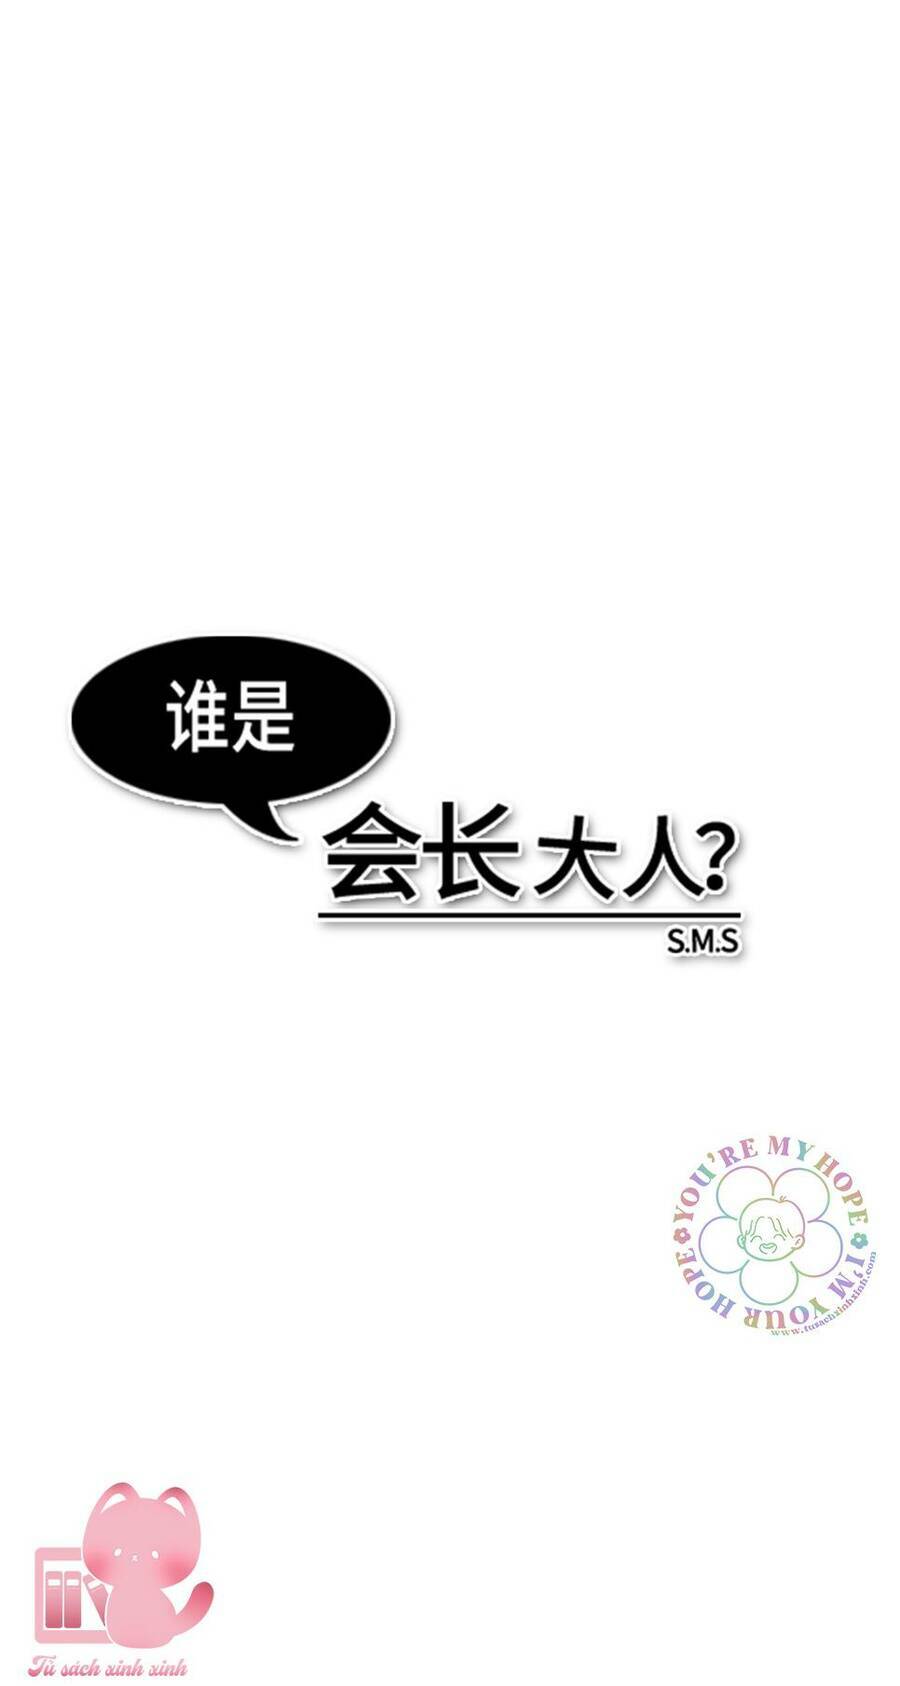 谁是
会长大人?
S.M.S
YOU'RE MY HOPE
I'M YOUR HOPE
www.tusachxinhxinh.com
Tủ sách xinh xinh